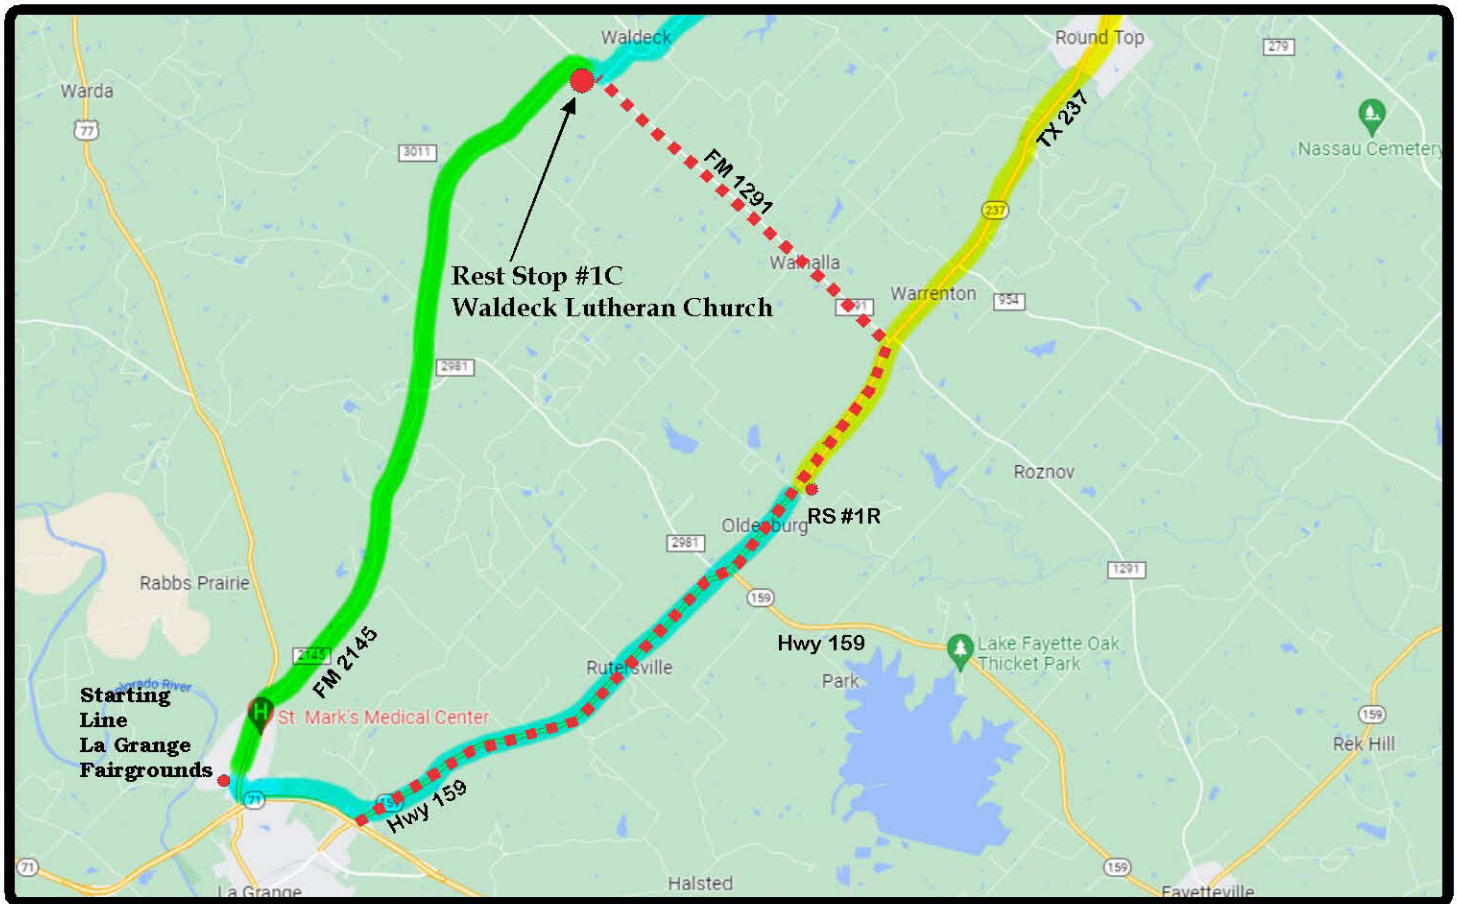 Waldeck
Round Top
279
Warda
77
TX 237
Nassau Cemetery
3011
FM 1291
237
Rest Stop #1C
Waldeck Lutheran Church
Walhalla
Warrenton
954
2981
Roznov
RS #1R
Oldenburg
2981
1291
Rabbs Prairie
159
Hwy 159
Lake Fayette Oak
Thicket Park
2145
FM 2145
Rutersville
Park
Starting
Line
La Grange
Fairgrounds
H
St. Mark's Medical Center
159
Rek Hill
71
159
Hwy 159
71
159
La Grange
Halsted
Fayetteville